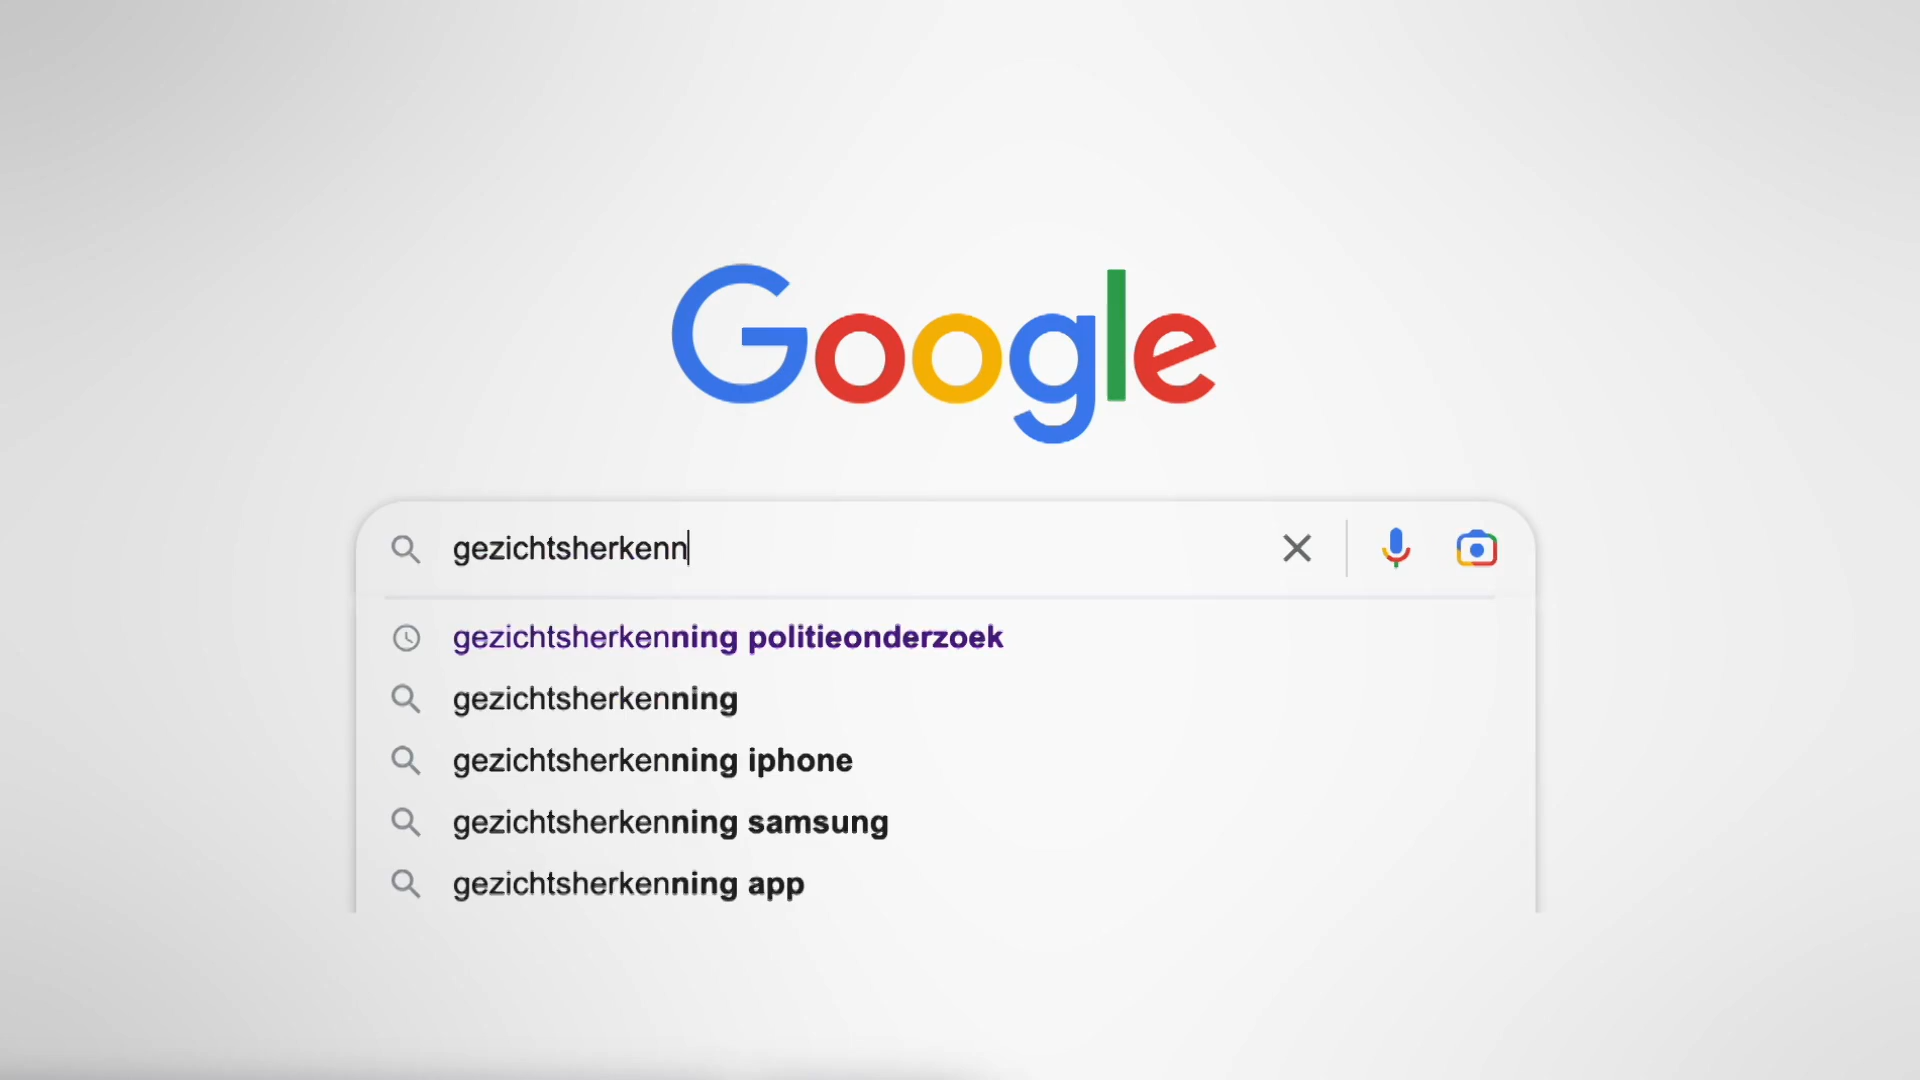 Google
gezichtsherkenn
gezichtsherkenning politieonderzoek
gezichtsherkenning
gezichtsherkenning iphone
gezichtsherkenning samsung
gezichtsherkenning app